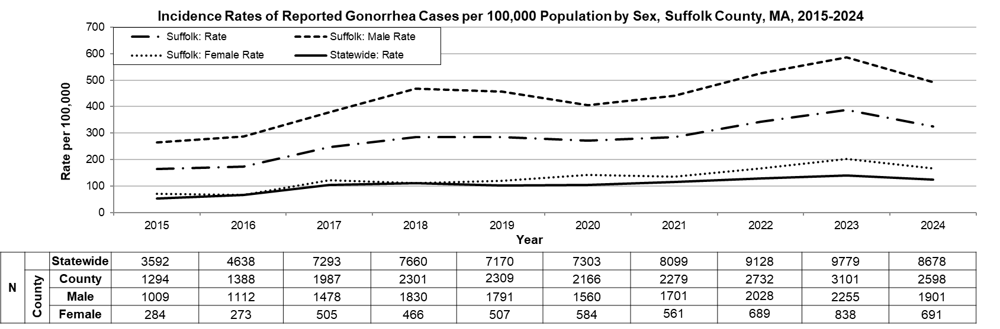 Incidence Rates of Reported Gonorrhea Cases per 100,000 Population by Sex, Suffolk County, MA, 2015-2024
700
Suffolk: Rate Suffolk: Male Rate
Suffolk: Female Rate Statewide: Rate
600
500
400
300
200
100
0
Rate per 100,000
2015 2016 2017 2018 2019 2020 2021 2022 2023 2024
Year
N
County
Statewide 3592 4638 7293 7660 7170 7303 8099 9128 9779 8678
County 1294 1388 1987 2301 2309 2166 2279 2732 3101 2598
Male 1009 1112 1478 1830 1791 1560 1701 2028 2255 1901
Female 284 273 505 466 507 584 561 689 838 691